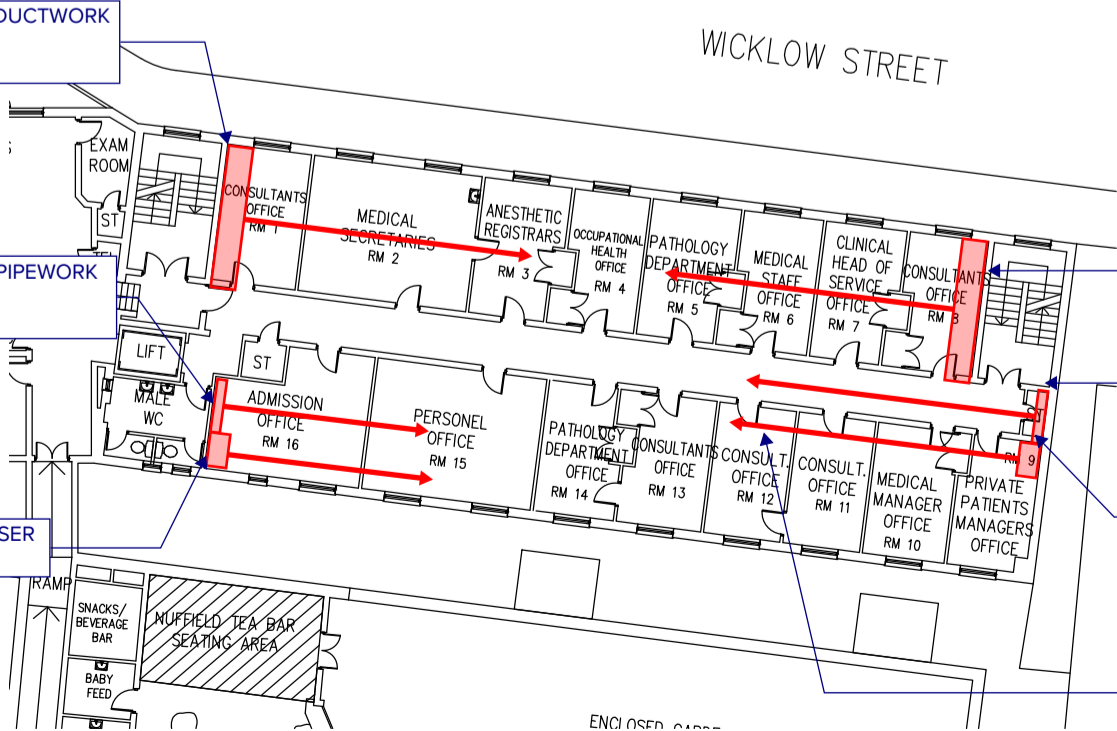 DUCTWORK
WICKLOW STREET
EXAM
ROOM
ST
CONSULTANTS
OFFICE
RM 1
MEDICAL
SECRETARIES
RM 2
ANESTHETIC
REGISTRARS
RM 3
OCCUPATIONAL
HEALTH
OFFICE
RM 4
PATHOLOGY
DEPARTMENT
OFFICE
RM 5
MEDICAL
STAFF
OFFICE
RM 6
CLINICAL
HEAD OF
SERVICE
OFFICE
RM 7
CONSULTANTS
OFFICE
RM 8
PIPEWORK
LIFT
ST
MALE
WC
ADMISSION
OFFICE
RM 16
PERSONEL
OFFICE
RM 15
PATHOLOGY
DEPARTMENT
OFFICE
RM 14
CONSULTANTS
OFFICE
RM 13
CONSULT.
OFFICE
RM 12
CONSULT.
OFFICE
RM 11
MEDICAL
MANAGER
OFFICE
RM 10
ST
RM 9
PRIVATE
PATIENTS
MANAGERS
OFFICE
SER
RAMP
SNACKS/
BEVERAGE
BAR
NUFFIELD TEA BAR
SEATING AREA
BABY
FEED
ENCLOSED